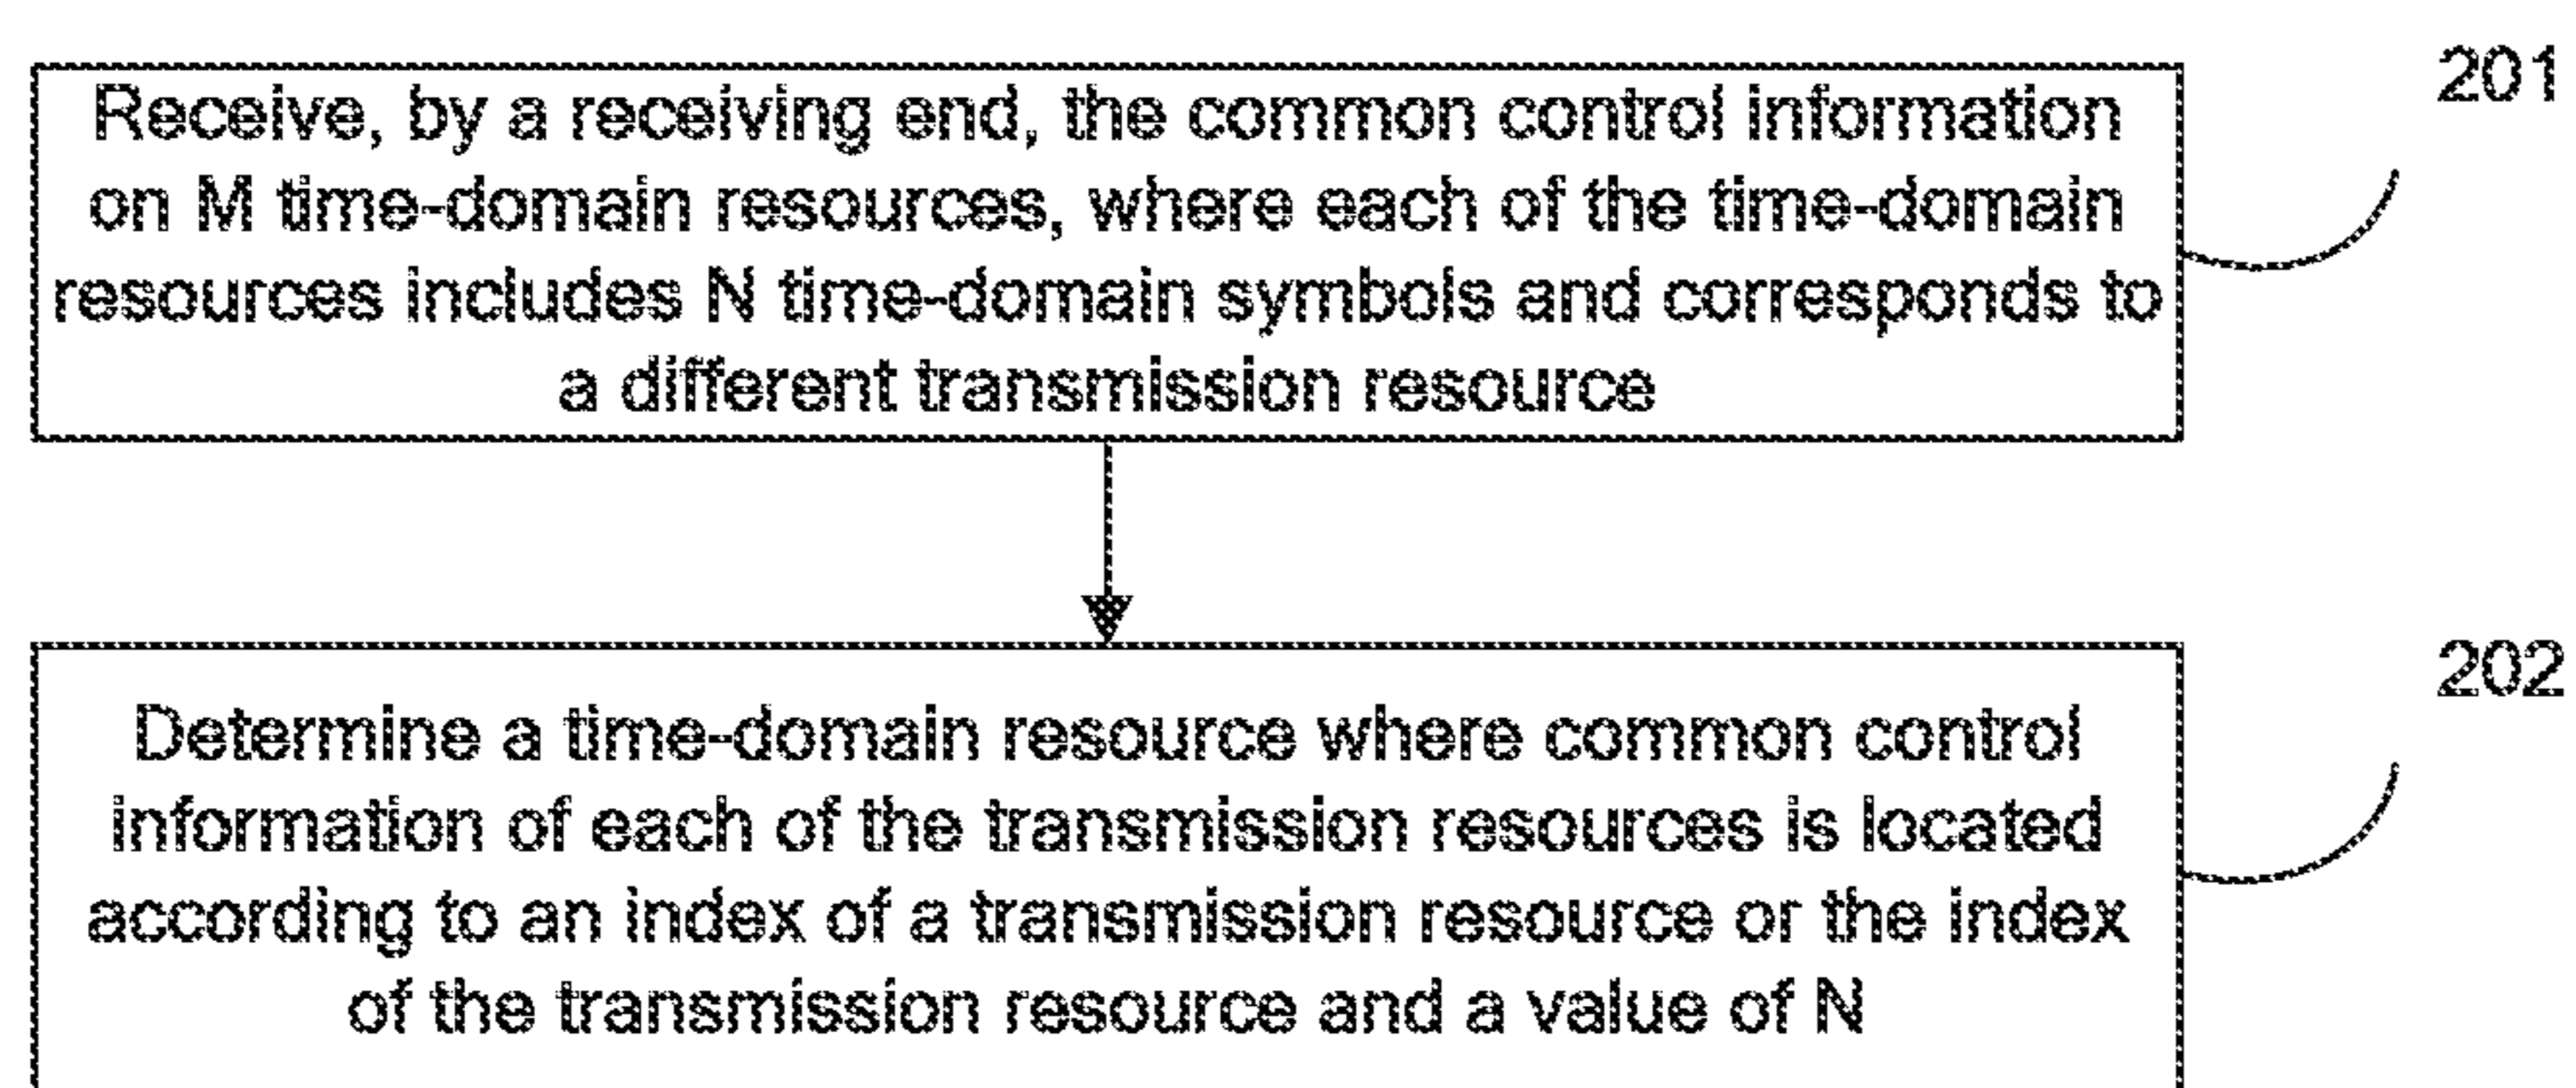 201
Receive, by a receiving end, the common control information
on M time-domain resources, where each of the time-domain
resources includes N time-domain symbols and corresponds to
a different transmission resource
202
Determine a time-domain resource where common control
information of each of the transmission resources is located
according to an index of a transmission resource or the index
of the transmission resource and a value of N